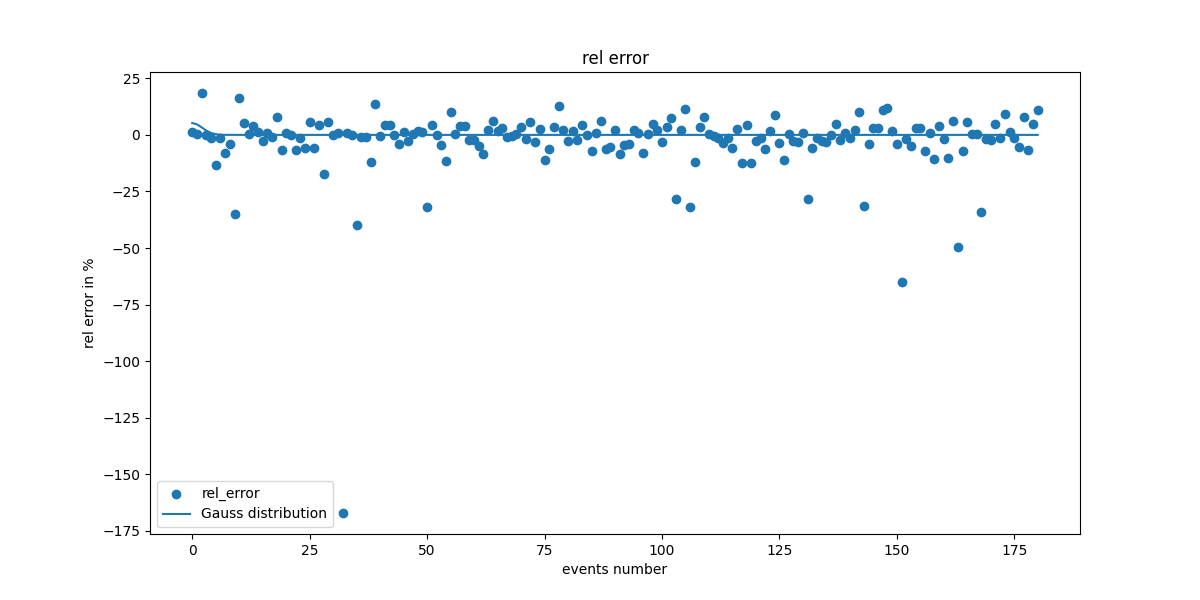 rel error
25
0
−25
−50
−75
−100
−125
−150
−175
rel error in %
rel_error
Gauss distribution
0 25 50 75 100 125 150 175
events number